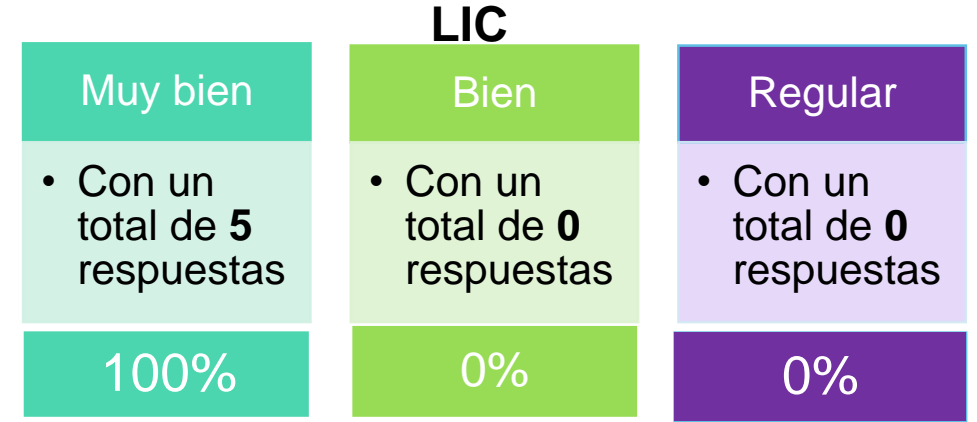 LIC
Muy bien
• Con un
total de 5
respuestas
100%
Bien
• Con un
total de 0
respuestas
0%
Regular
• Con un
total de 0
respuestas
0%